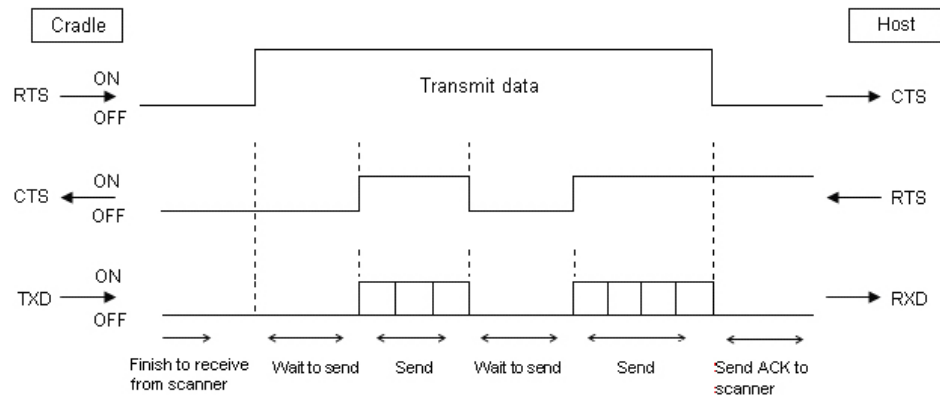 Cradle
Host
ON
Transmit data
RTS
CTS
OFF
ON
CTS
RTS
OFF
ON
TXD
RXD
OFF
Finish to receive
from scanner
Wait to send
Send
Wait to send
Send
Send ACK to
scanner